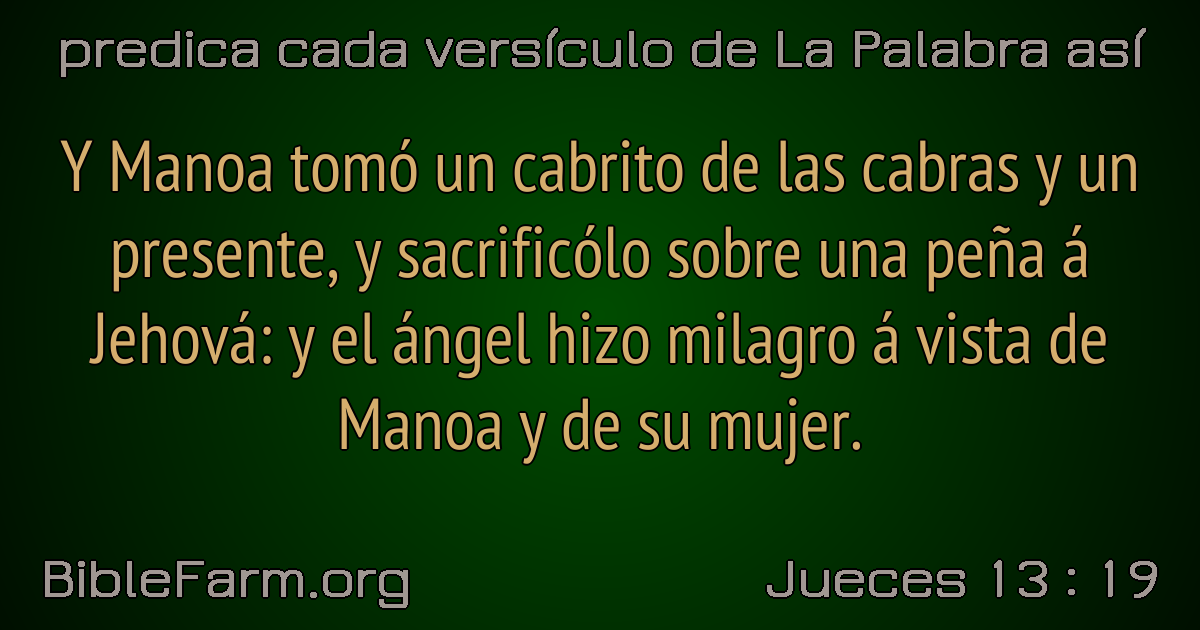 predica cada versículo de La Palabra así
Y Manoa tomó un cabrito de las cabras y un
presente, y sacrificólo sobre una peña á
Jehová: y el ángel hizo milagro á vista de
Manoa y de su mujer.
BibleFarm.org
Jueces 13 : 19